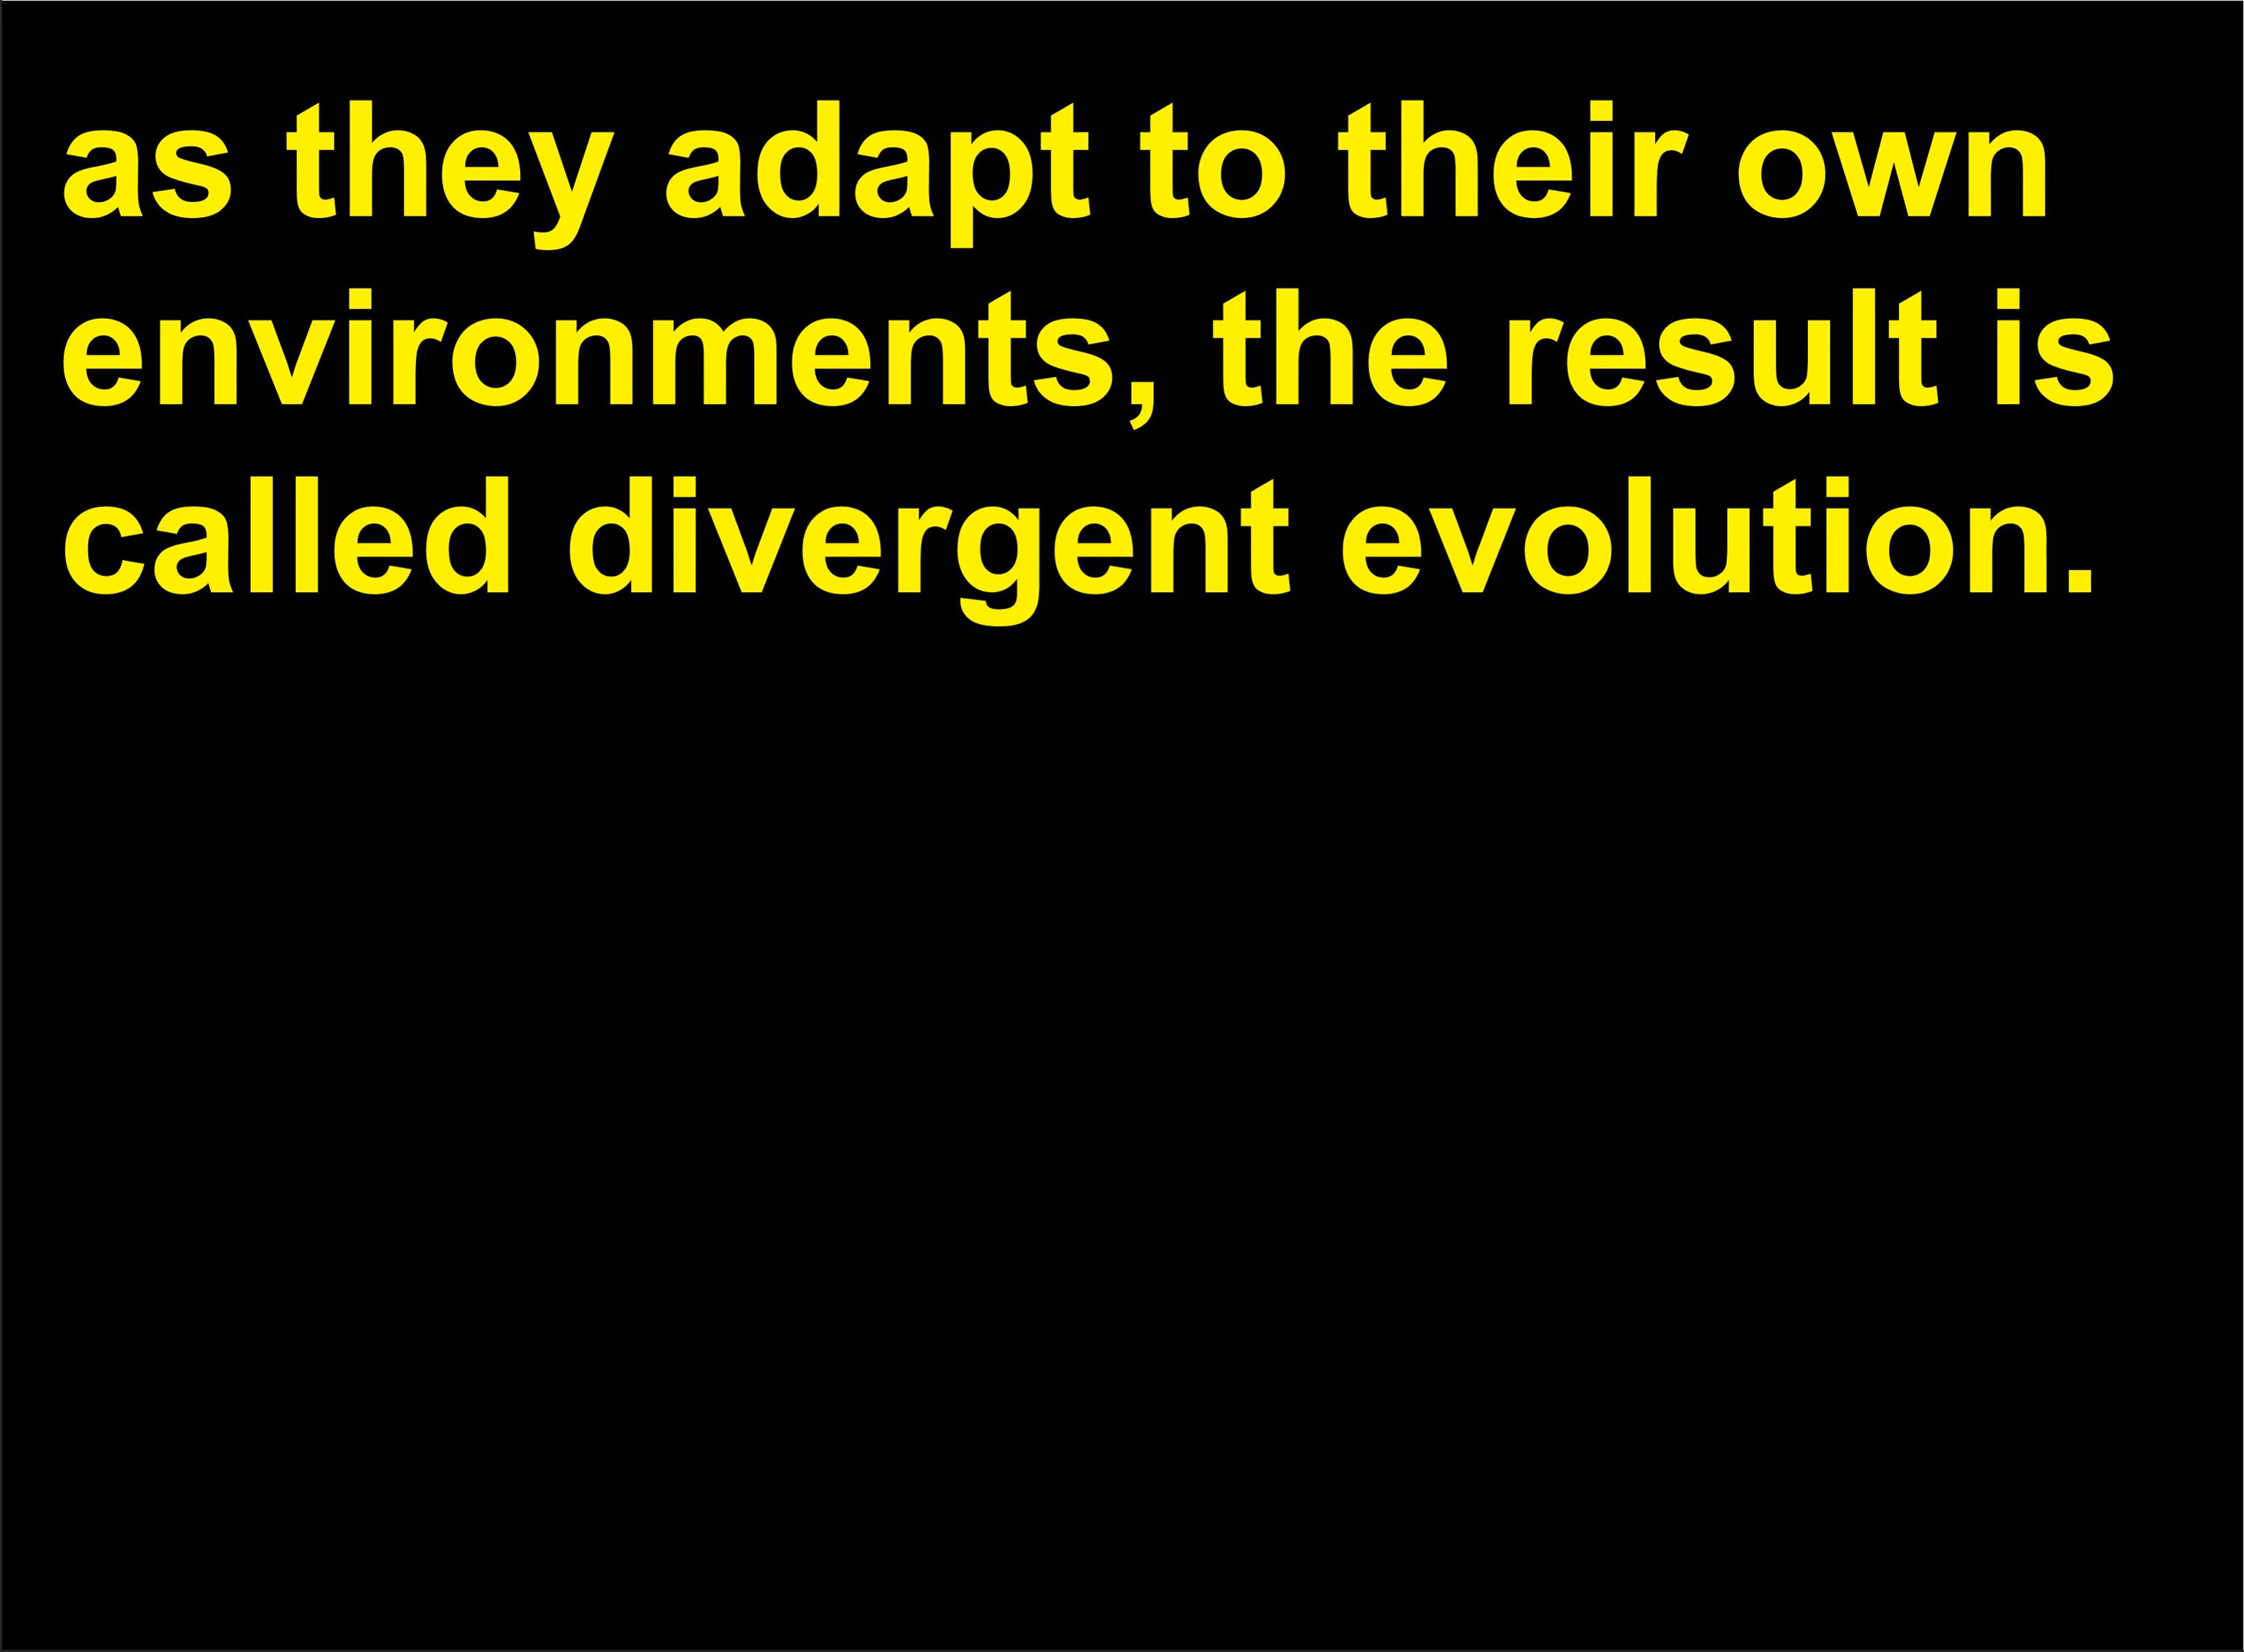 as they adapt to their own
environments, the result is
called divergent evolution.